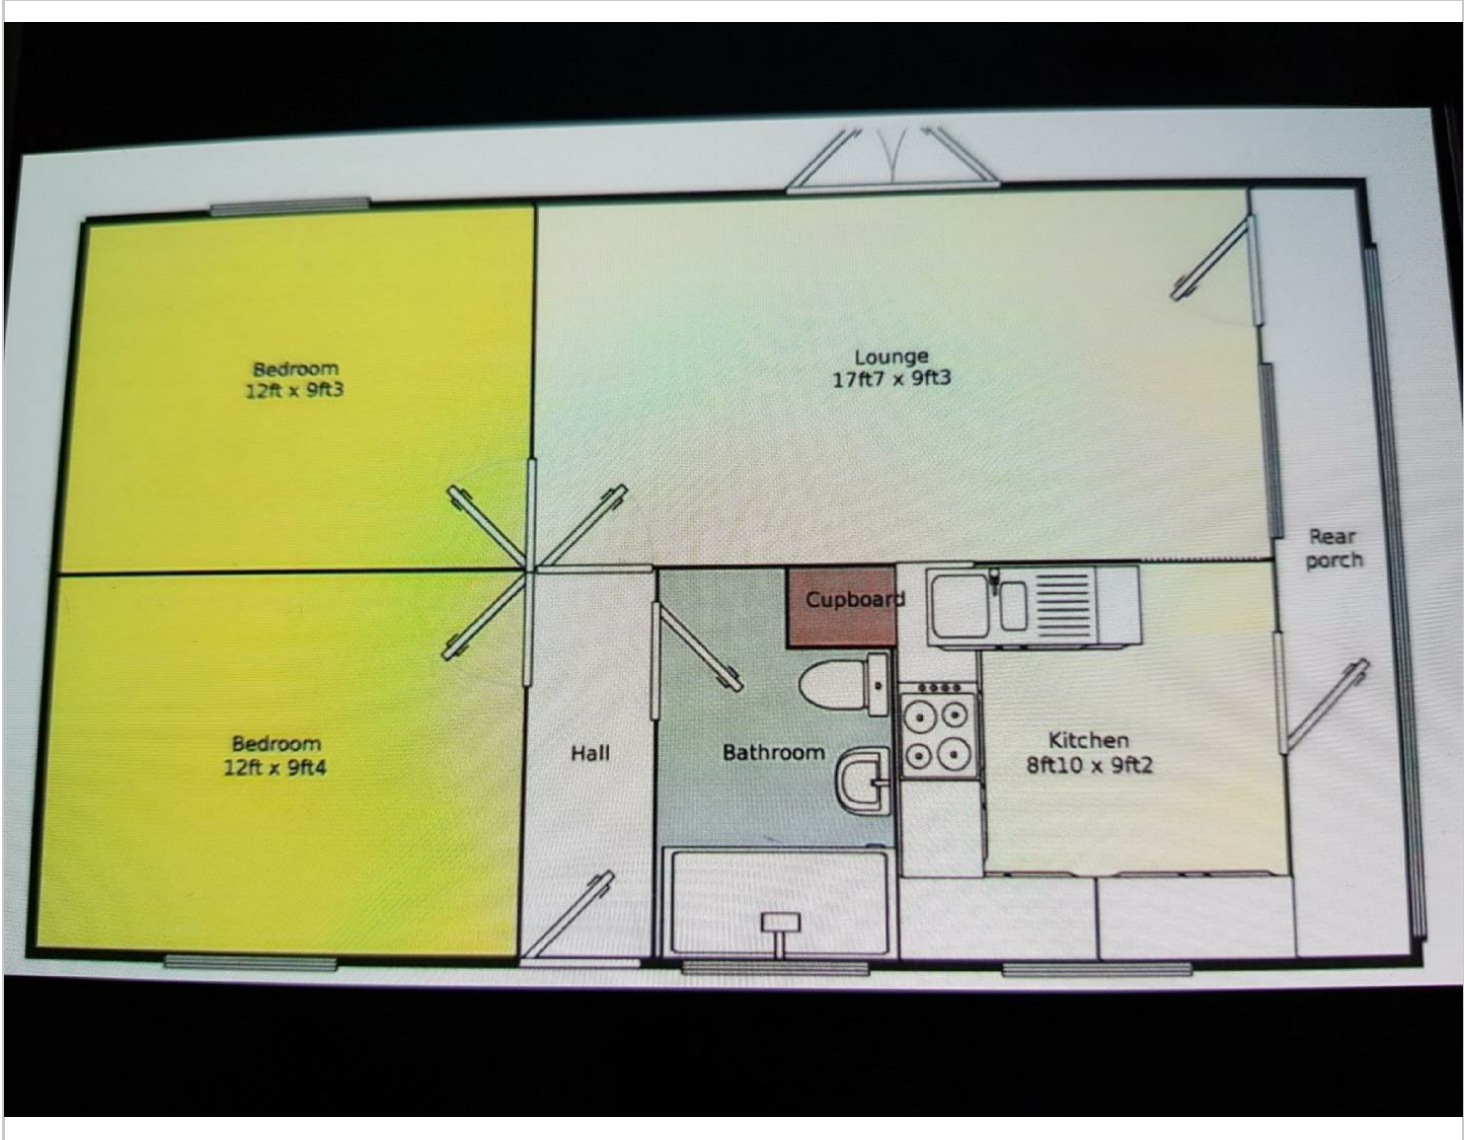 Bedroom
12ft x 9ft3
Lounge
17ft7 x 9ft3
Rear
porch
Cupboard
Bedroom
12ft x 9ft4
Hall
Bathroom
Kitchen
8ft10 x 9ft2